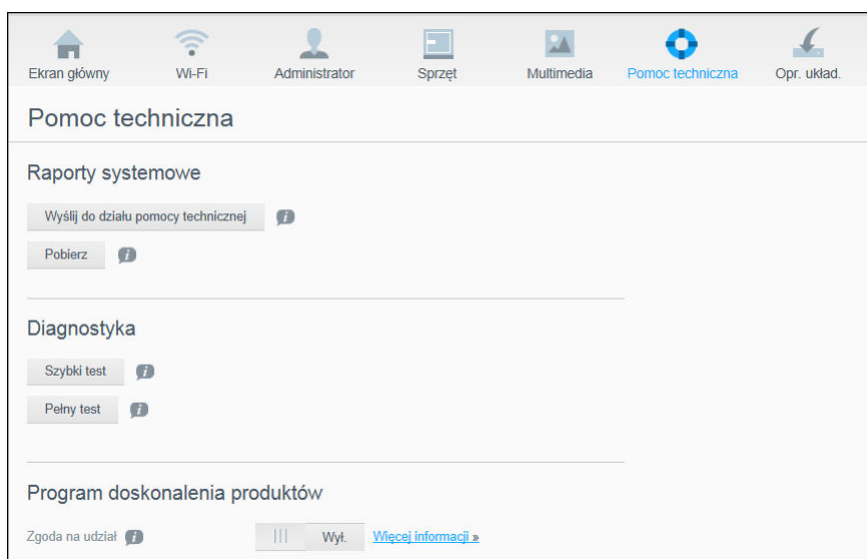 Ekran główny Wi-Fi Administrator Sprzęt Multimedia Pomoc techniczna Opr. układ.
Pomoc techniczna
Raporty systemowe
Wyślij do działu pomocy technicznej
Pobierz
Diagnostyka
Szybki test
Pełny test
Program doskonalenia produktów
Zgoda na udział Wył. Więcej informacji »